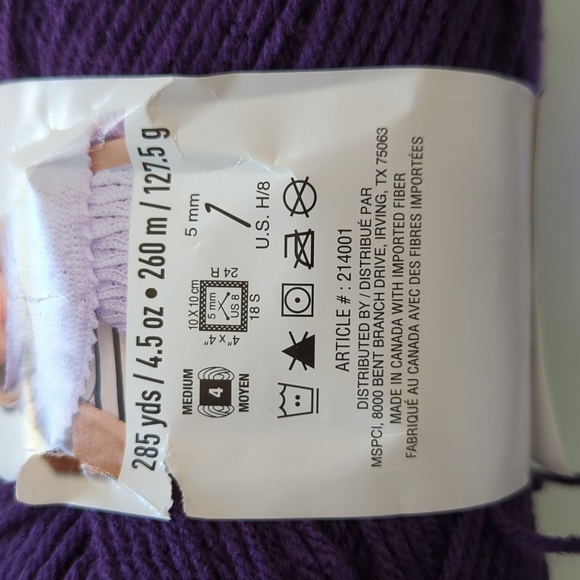 285 yds / 4.5 oz • 260 m / 127.5 g
MEDIUM
4
MOYEN
4" x 4"
10 X 10 cm
5 mm
US 8
24 R
18 S
5 mm
U.S. H/8
ARTICLE # : 214001
DISTRIBUTED BY / DISTRIBUÉ PAR
MSPCI, 8000 BENT BRANCH DRIVE, IRVING, TX 75063
MADE IN CANADA WITH IMPORTED FIBER
FABRIQUÉ AU CANADA AVEC DES FIBRES IMPORTÉES